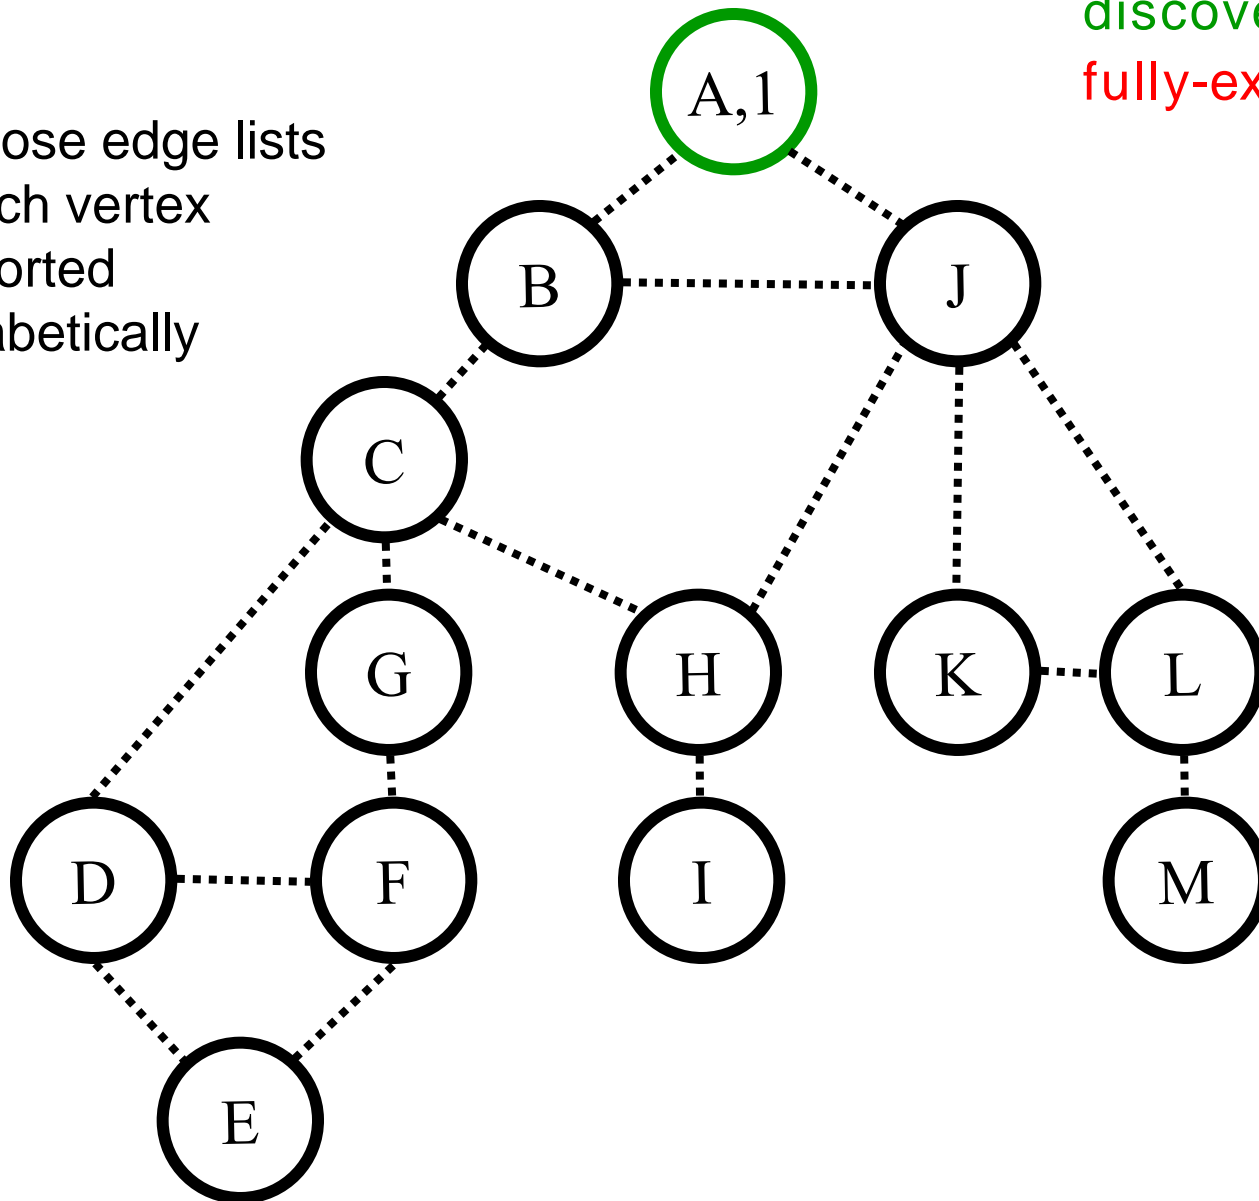 A,1
discove
fully-ex
ose edge lists
ch vertex
orted
abetically
B
J
C
G
H
K
L
D
F
I
M
E